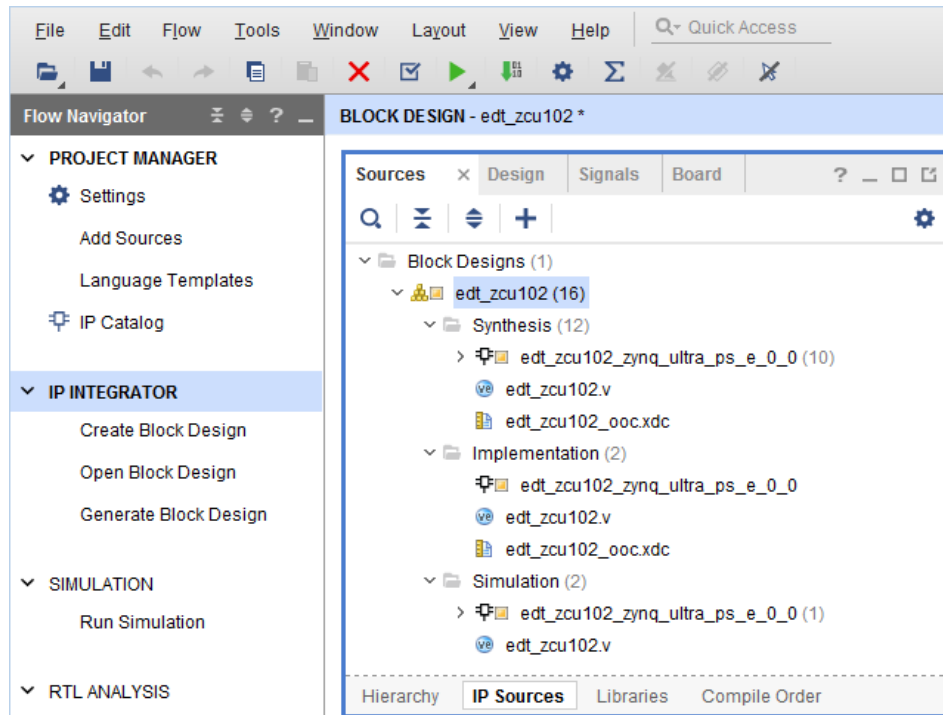 File Edit Flow Tools Window Layout View Help Quick Access
Flow Navigator ? _
BLOCK DESIGN - edt_zcu102 *
PROJECT MANAGER
Settings
Add Sources
Language Templates
IP Catalog
IP INTEGRATOR
Create Block Design
Open Block Design
Generate Block Design
SIMULATION
Run Simulation
RTL ANALYSIS
Sources × Design Signals Board ? _
Block Designs (1)
edt_zcu102 (16)
Synthesis (12)
edt_zcu102_zynq_ultra_ps_e_0_0 (10)
edt_zcu102.v
edt_zcu102_ooc.xdc
Implementation (2)
edt_zcu102_zynq_ultra_ps_e_0_0
edt_zcu102.v
edt_zcu102_ooc.xdc
Simulation (2)
edt_zcu102_zynq_ultra_ps_e_0_0 (1)
edt_zcu102.v
Hierarchy IP Sources Libraries Compile Order